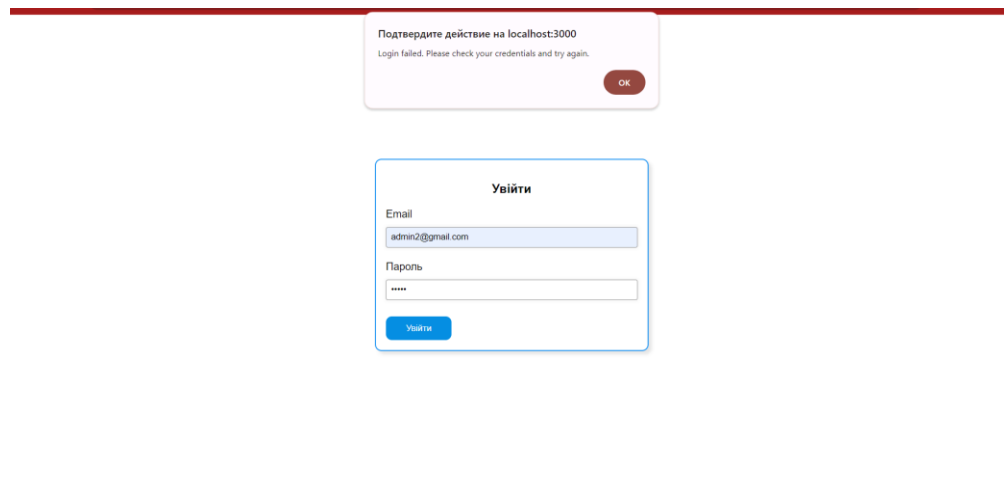 Подтвердите действие на localhost:3000
Login failed. Please check your credentials and try again.
ОК
Увійти
Email
admin2@gmail.com
Пароль
•••••
Увійти